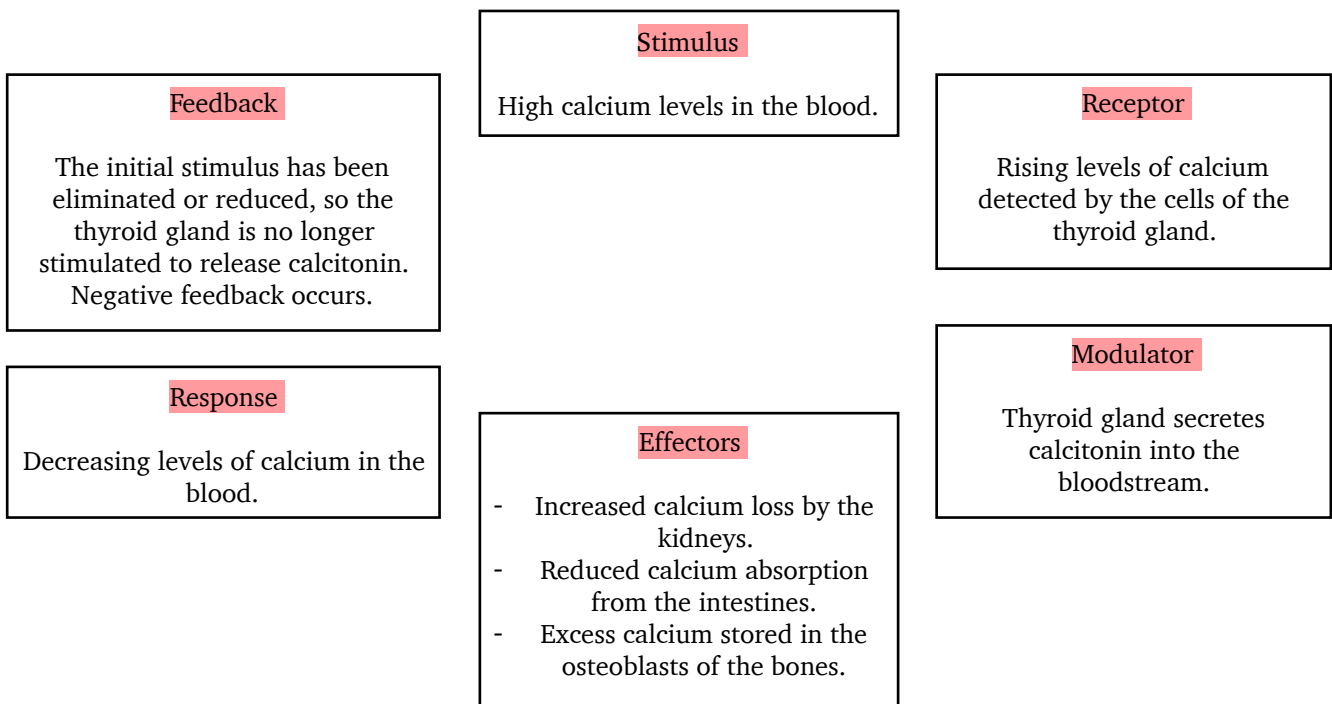 Stimulus
High calcium levels in the blood.
Receptor
Rising levels of calcium
detected by the cells of the
thyroid gland.
Modulator
Thyroid gland secretes
calcitonin into the
bloodstream.
Effectors
- Increased calcium loss by the
kidneys.
- Reduced calcium absorption
from the intestines.
- Excess calcium stored in the
osteoblasts of the bones.
Response
Decreasing levels of calcium in the
blood.
Feedback
The initial stimulus has been
eliminated or reduced, so the
thyroid gland is no longer
stimulated to release calcitonin.
Negative feedback occurs.